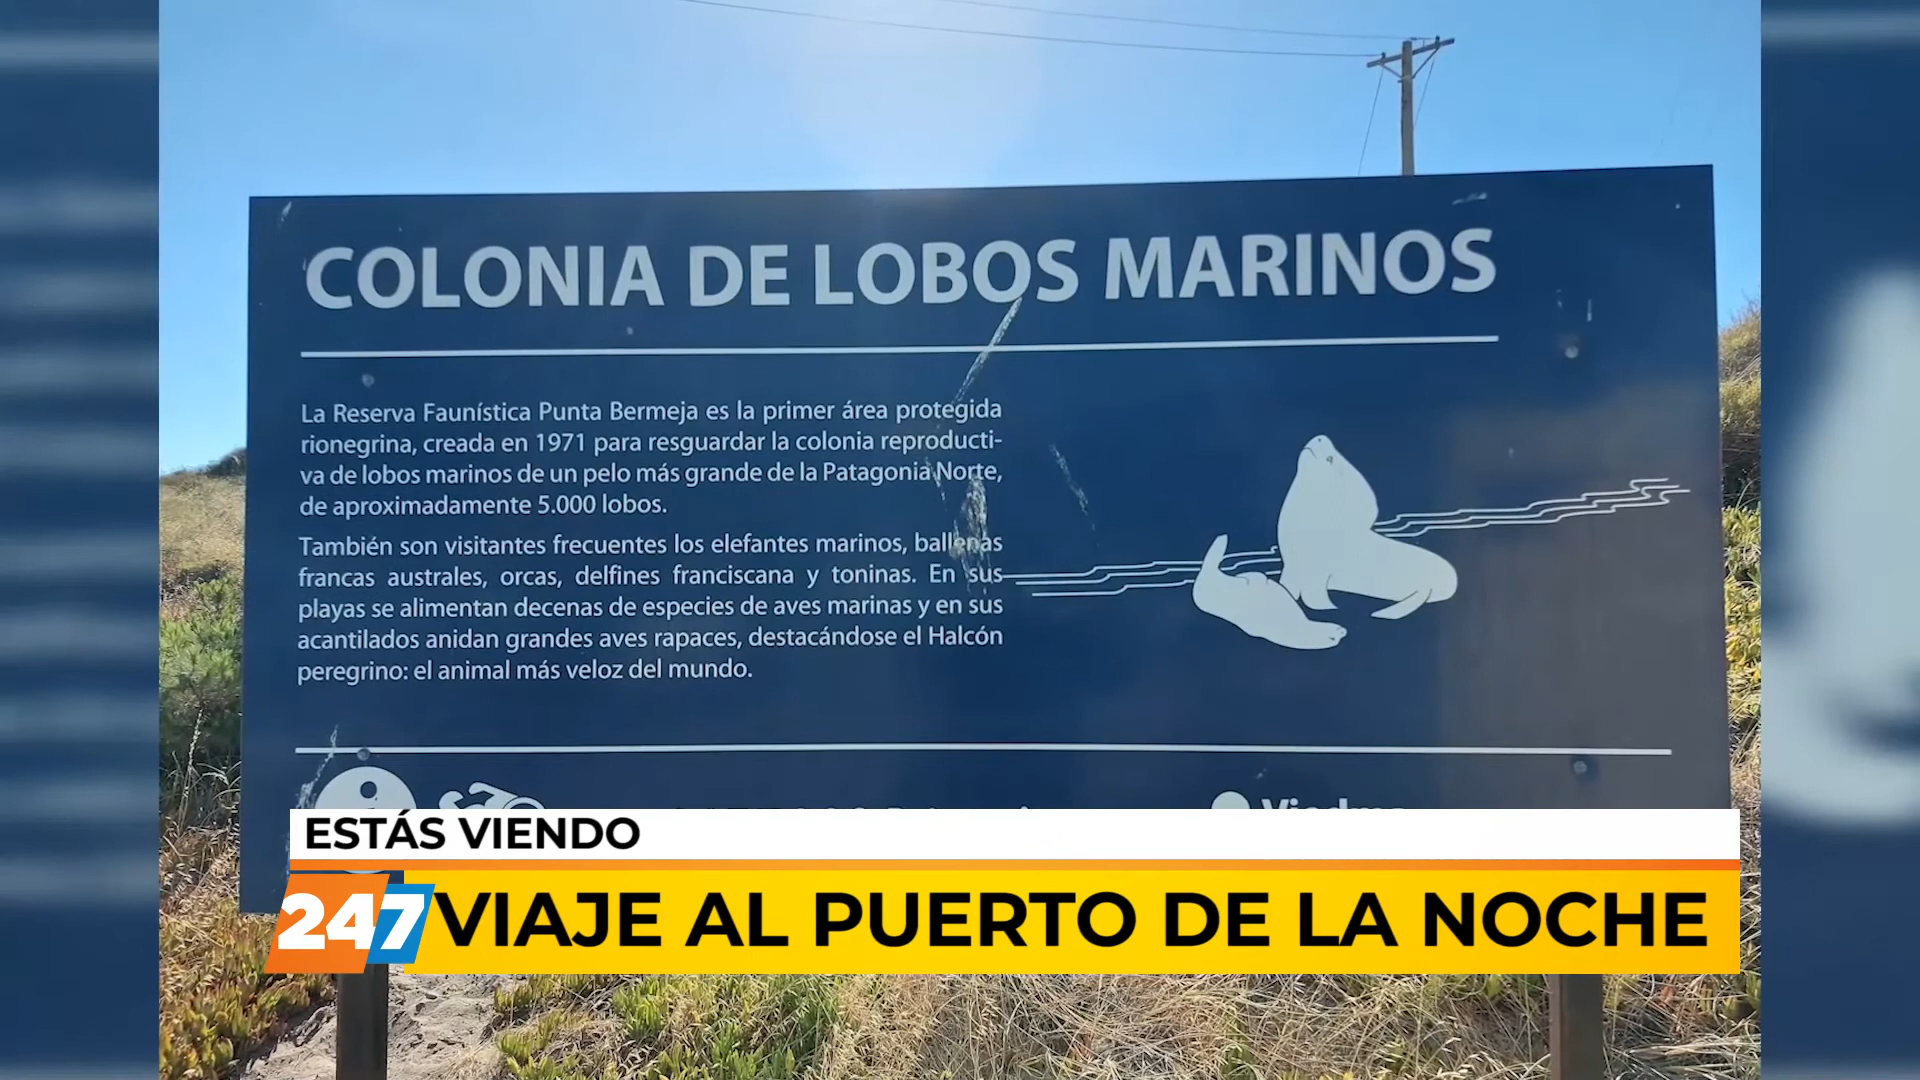 COLONIA DE LOBOS MARINOS
La Reserva Faunística Punta Bermeja es la primer área protegida
rionegrina, creada en 1971 para resguardar la colonia reproducti-
va de lobos marinos de un pelo más grande de la Patagonia Norte,
de aproximadamente 5.000 lobos.
También son visitantes frecuentes los elefantes marinos, ballenas
francas australes, orcas, delfines franciscana y toninas. En sus
playas se alimentan decenas de especies de aves marinas y en sus
acantilados anidan grandes aves rapaces, destacándose el Halcón
peregrino: el animal más veloz del mundo.
Viedma
ESTÁS VIENDO
247 VIAJE AL PUERTO DE LA NOCHE